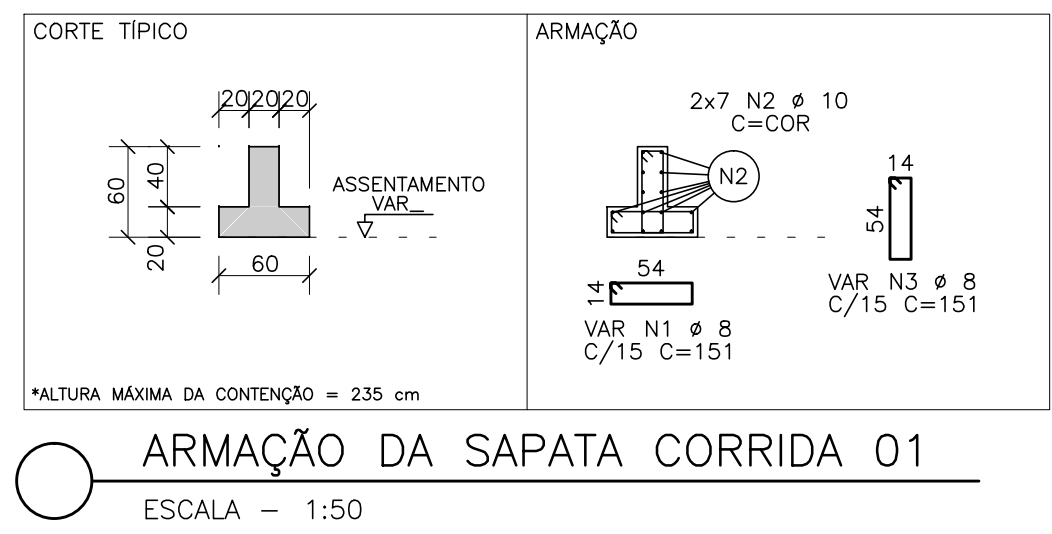 CORTE TÍPICO
20 20 20
60
40
20
60
ASSENTAMENTO
VAR_
*ALTURA MÁXIMA DA CONTENÇÃO = 235 cm
ARMAÇÃO
2x7 N2 ø 10
C=COR
N2
14
54
VAR N3 ø 8
C/15 C=151
54
14
VAR N1 ø 8
C/15 C=151
ARMAÇÃO DA SAPATA CORRIDA 01
ESCALA – 1:50